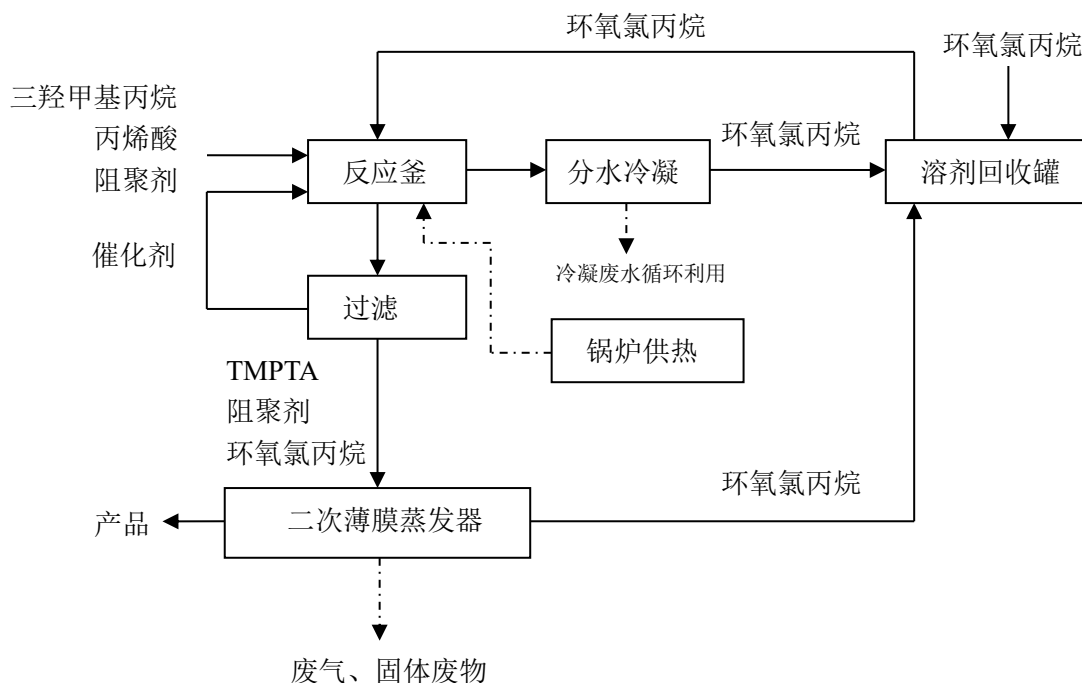 环氧氯丙烷
环氧氯丙烷
三羟甲基丙烷
丙烯酸
阻聚剂
环氧氯丙烷
反应釜
分水冷凝
溶剂回收罐
催化剂
冷凝废水循环利用
过滤
锅炉供热
TMPTA
阻聚剂
环氧氯丙烷
环氧氯丙烷
产品
二次薄膜蒸发器
废气、固体废物